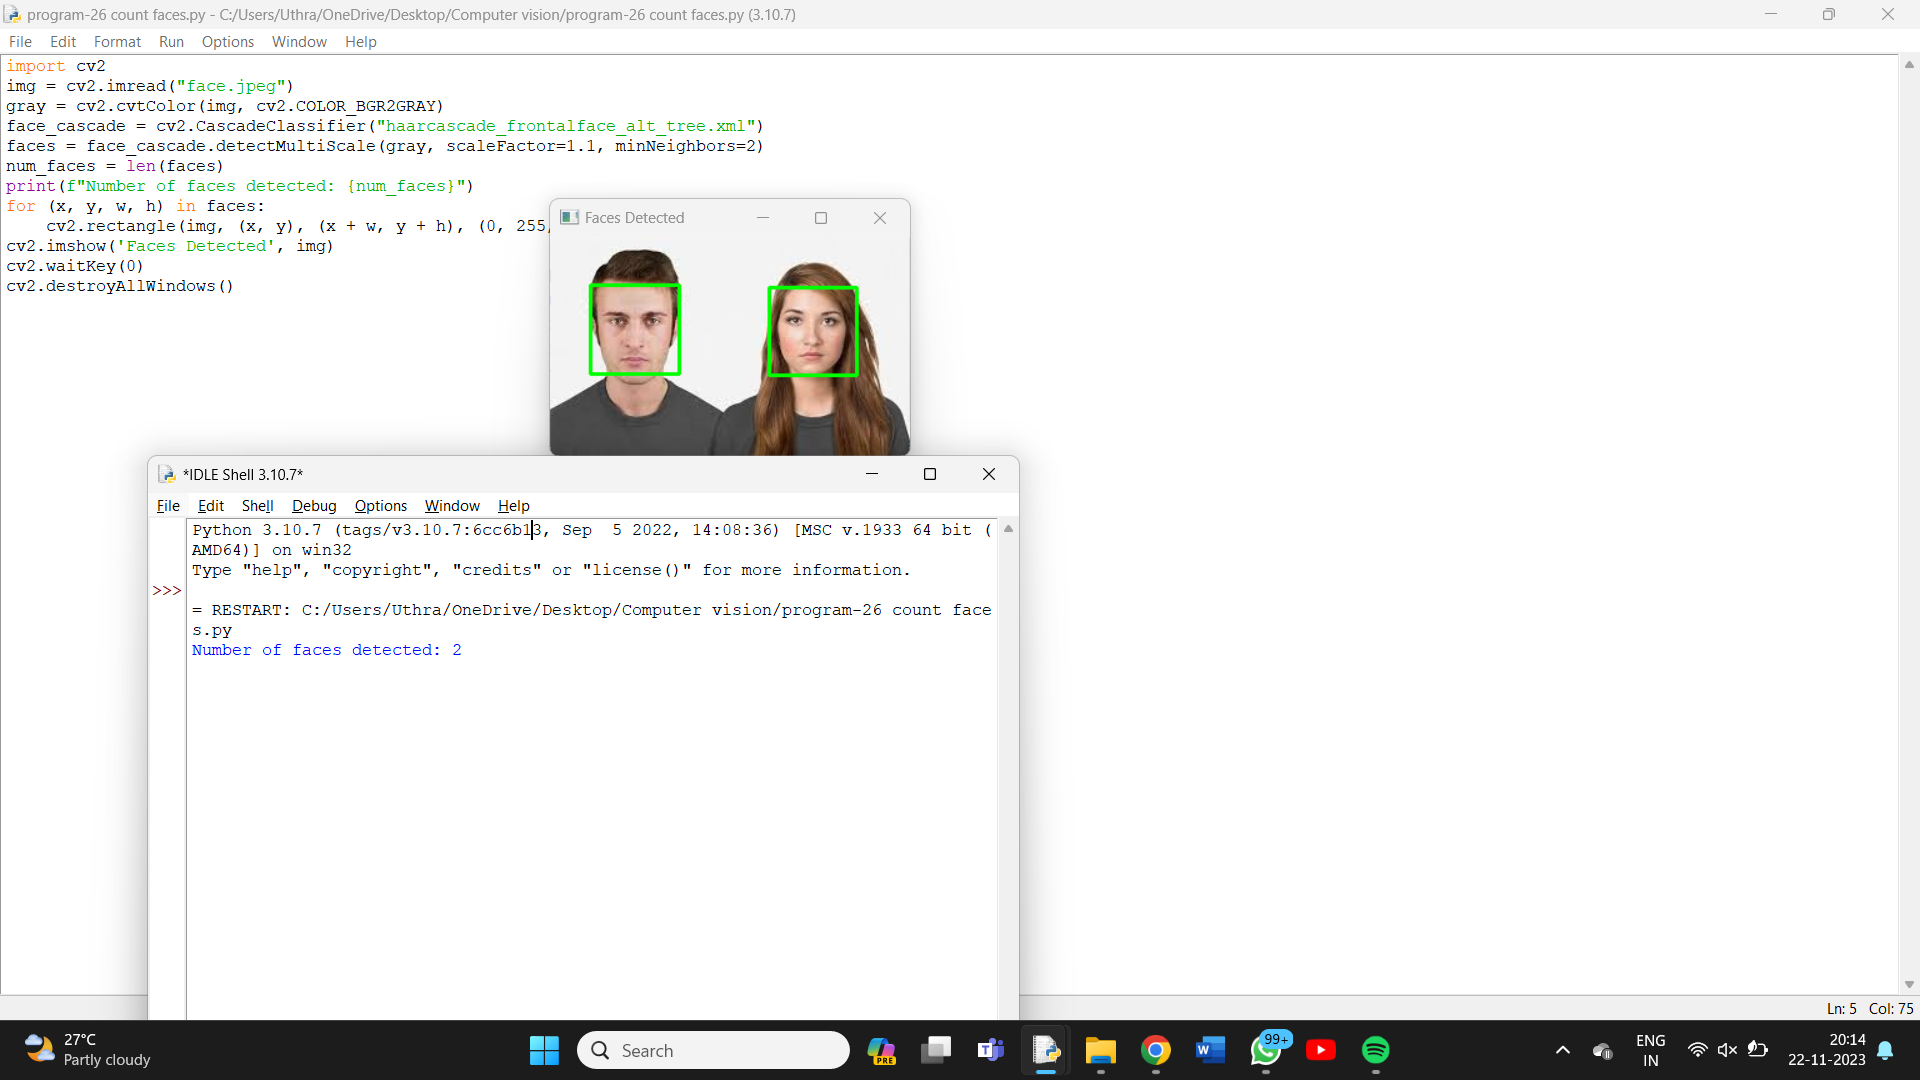 program-26 count faces.py - C:/Users/Uthra/OneDrive/Desktop/Computer vision/program-26 count faces.py (3.10.7)
File Edit Format Run Options Window Help
import cv2
img = cv2.imread("face.jpeg")
gray = cv2.cvtColor(img, cv2.COLOR_BGR2GRAY)
face_cascade = cv2.CascadeClassifier("haarcascade_frontalface_alt_tree.xml")
faces = face_cascade.detectMultiScale(gray, scaleFactor=1.1, minNeighbors=2)
num_faces = len(faces)
print(f"Number of faces detected: {num_faces}")
for (x, y, w, h) in faces:
    cv2.rectangle(img, (x, y), (x + w, y + h), (0, 255,
cv2.imshow('Faces Detected', img)
cv2.waitKey(0)
cv2.destroyAllWindows()
Faces Detected
*IDLE Shell 3.10.7*
File Edit Shell Debug Options Window Help
Python 3.10.7 (tags/v3.10.7:6cc6b13, Sep  5 2022, 14:08:36) [MSC v.1933 64 bit (
AMD64)] on win32
Type "help", "copyright", "credits" or "license()" for more information.
>>>
= RESTART: C:/Users/Uthra/OneDrive/Desktop/Computer vision/program-26 count face
s.py
Number of faces detected: 2
Ln: 5 Col: 75
27°C
Partly cloudy
Search
PRE
99+
ENG
IN
20:14
22-11-2023